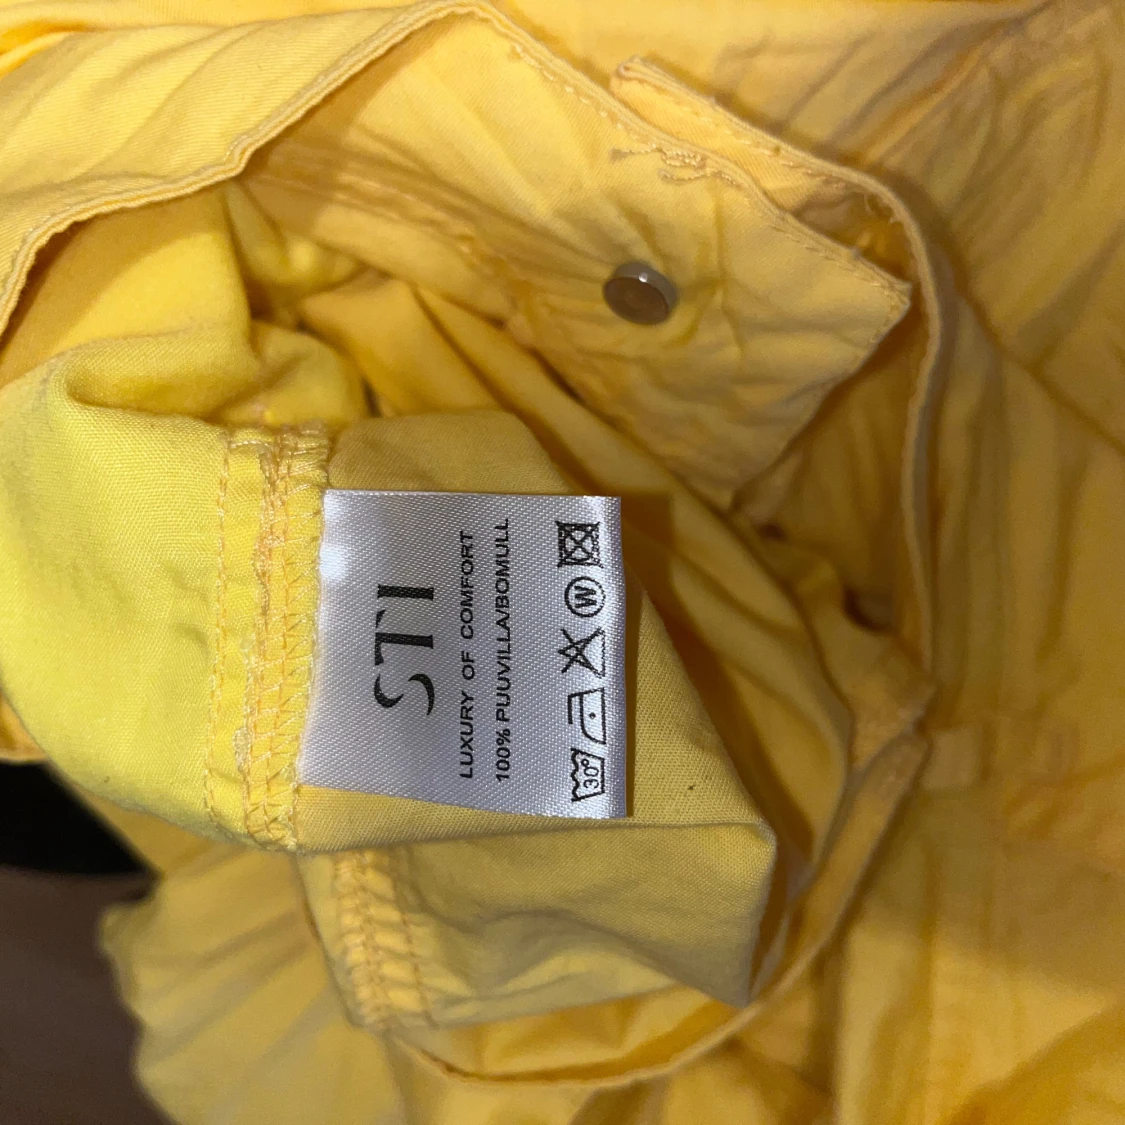 STI
LUXURY OF COMFORT
100% PUUVILLA/BOMULL
30° W